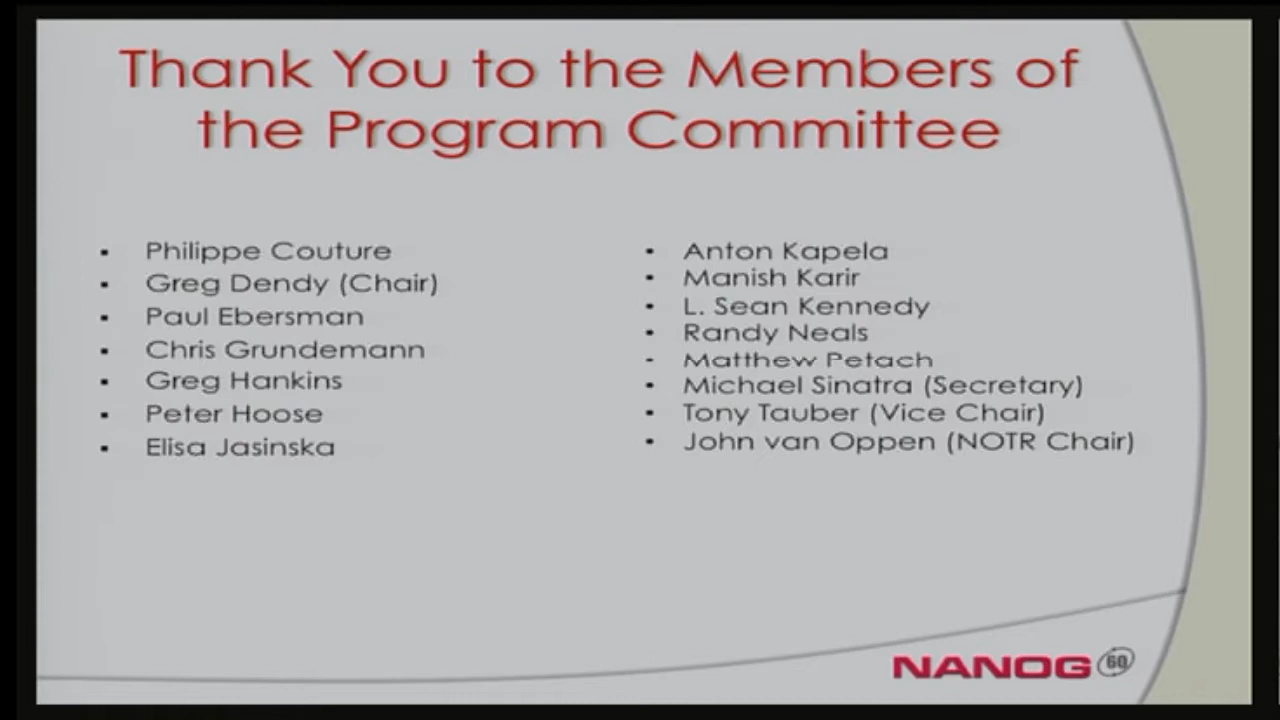 Thank You to the Members of
the Program Committee
Philippe Couture
Greg Dendy (Chair)
Paul Ebersman
Chris Grundemann
Greg Hankins
Peter Hoose
Elisa Jasinska
Anton Kapela
Manish Karir
L. Sean Kennedy
Randy Neals
Matthew Petach
Michael Sinatra (Secretary)
Tony Tauber (Vice Chair)
John van Oppen (NOTR Chair)
NANOG 60